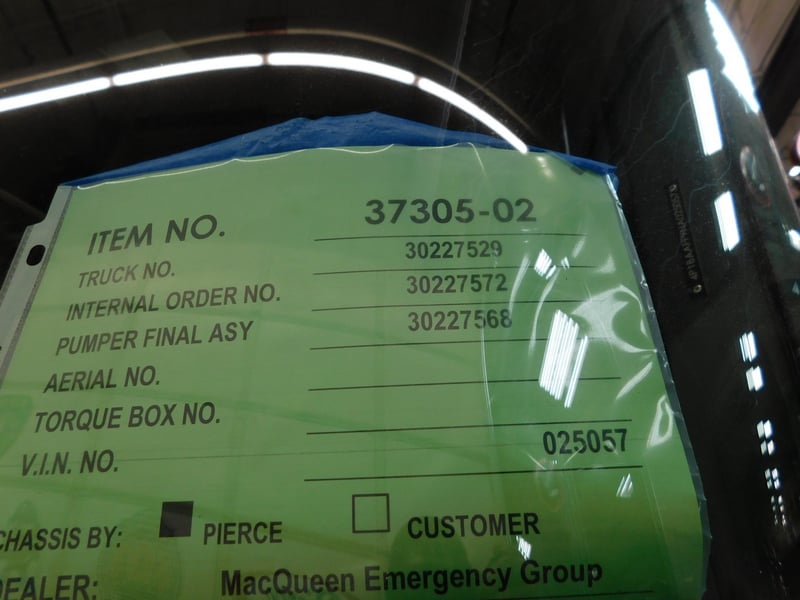 ITEM NO. 37305-02
TRUCK NO. 30227529
INTERNAL ORDER NO. 30227572
PUMPER FINAL ASY 30227568
AERIAL NO.
TORQUE BOX NO.
V.I.N. NO. 025057
CHASSIS BY: PIERCE CUSTOMER
DEALER: MacQueen Emergency Group